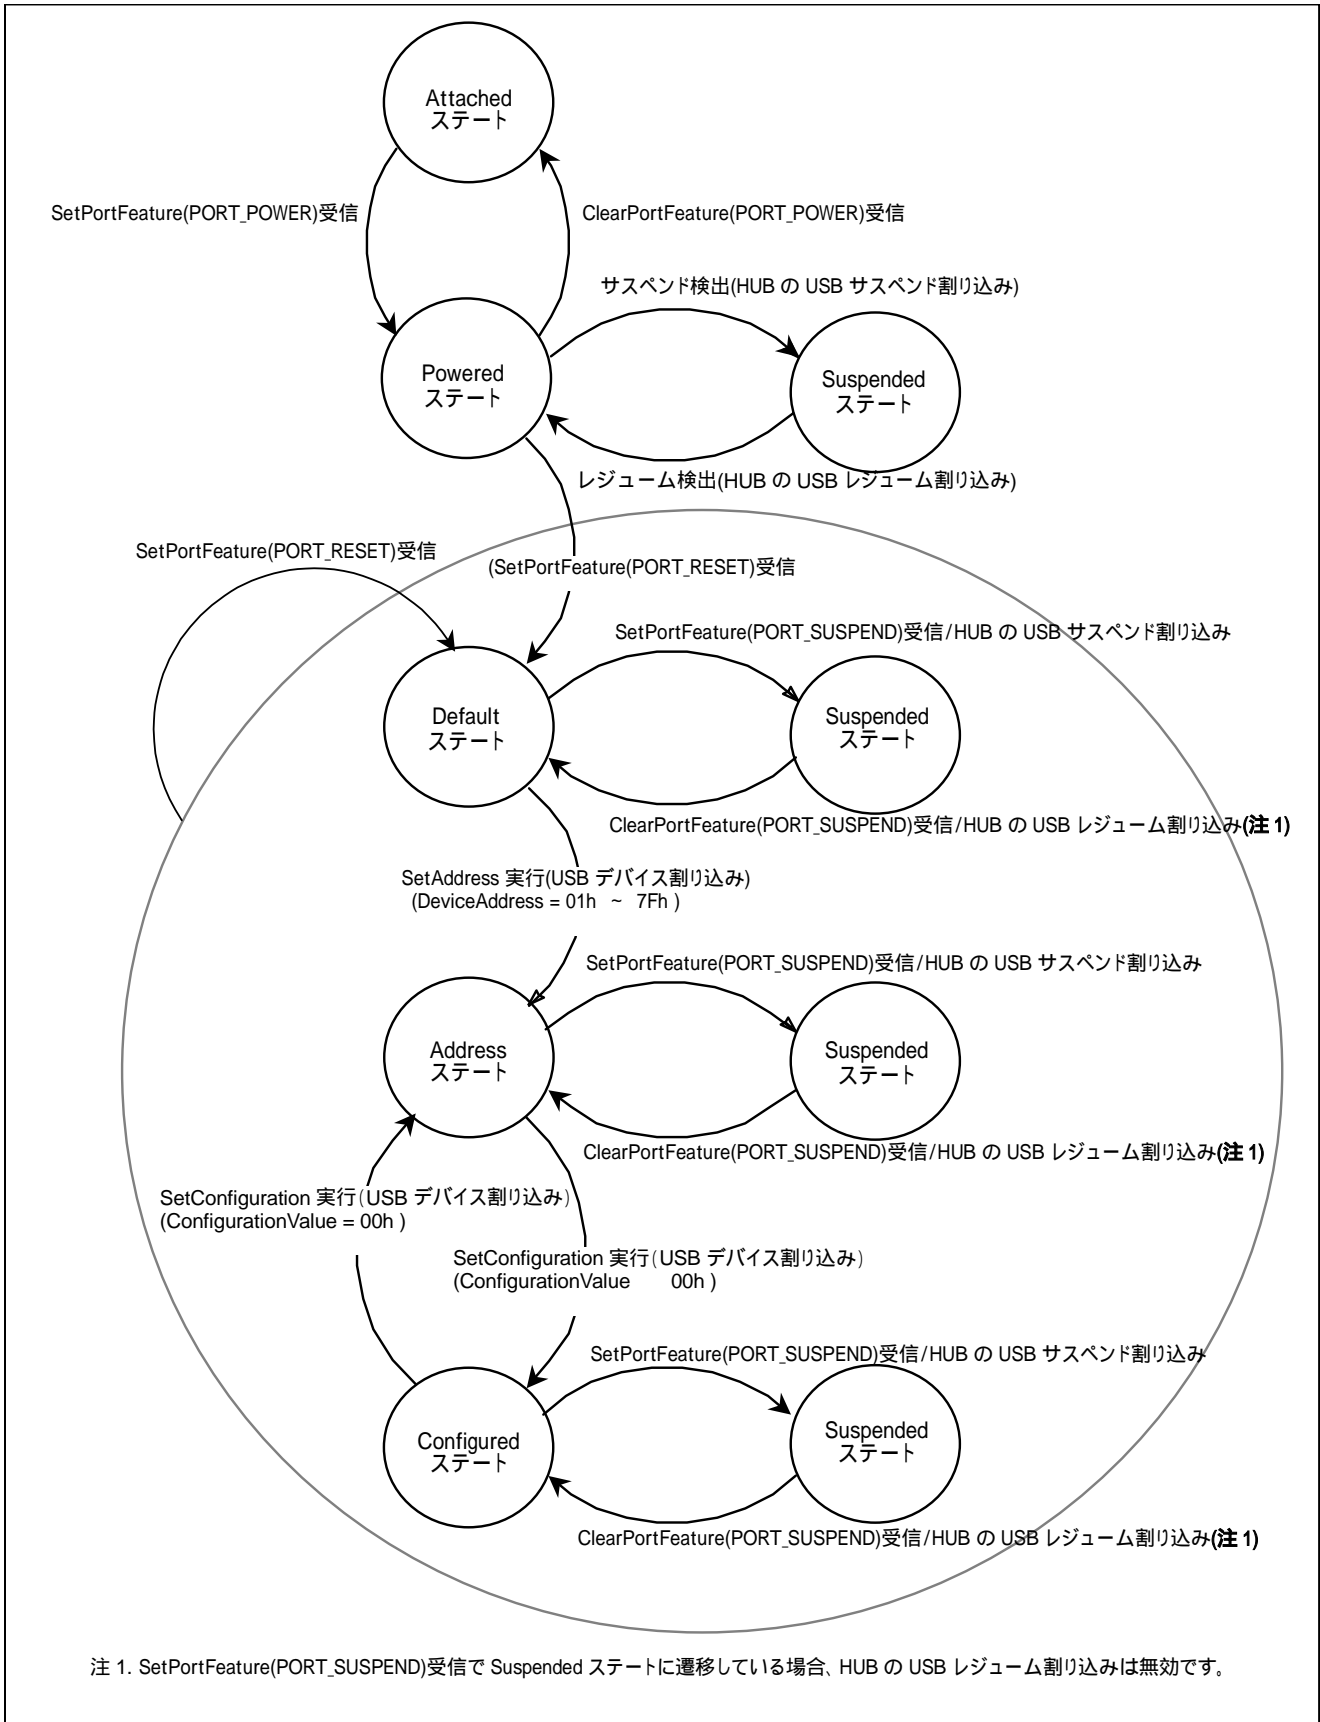 Attached
ステート
SetPortFeature(PORT_POWER)受信
ClearPortFeature(PORT_POWER)受信
サスペンド検出(HUB の USB サスペンド割り込み)
Powered
ステート
Suspended
ステート
レジューム検出(HUB の USB レジューム割り込み)
SetPortFeature(PORT_RESET)受信
(SetPortFeature(PORT_RESET)受信
SetPortFeature(PORT_SUSPEND)受信/HUB の USB サスペンド割り込み
Default
ステート
Suspended
ステート
ClearPortFeature(PORT_SUSPEND)受信/HUB の USB レジューム割り込み(注 1)
SetAddress 実行(USB デバイス割り込み)
(DeviceAddress = 01h ~ 7Fh )
SetPortFeature(PORT_SUSPEND)受信/HUB の USB サスペンド割り込み
Address
ステート
Suspended
ステート
ClearPortFeature(PORT_SUSPEND)受信/HUB の USB レジューム割り込み(注 1)
SetConfiguration 実行(USB デバイス割り込み)
(ConfigurationValue = 00h )
SetConfiguration 実行(USB デバイス割り込み)
(ConfigurationValue 00h )
SetPortFeature(PORT_SUSPEND)受信/HUB の USB サスペンド割り込み
Configured
ステート
Suspended
ステート
ClearPortFeature(PORT_SUSPEND)受信/HUB の USB レジューム割り込み(注 1)
注 1. SetPortFeature(PORT_SUSPEND)受信で Suspended ステートに遷移している場合、HUB の USB レジューム割り込みは無効です。